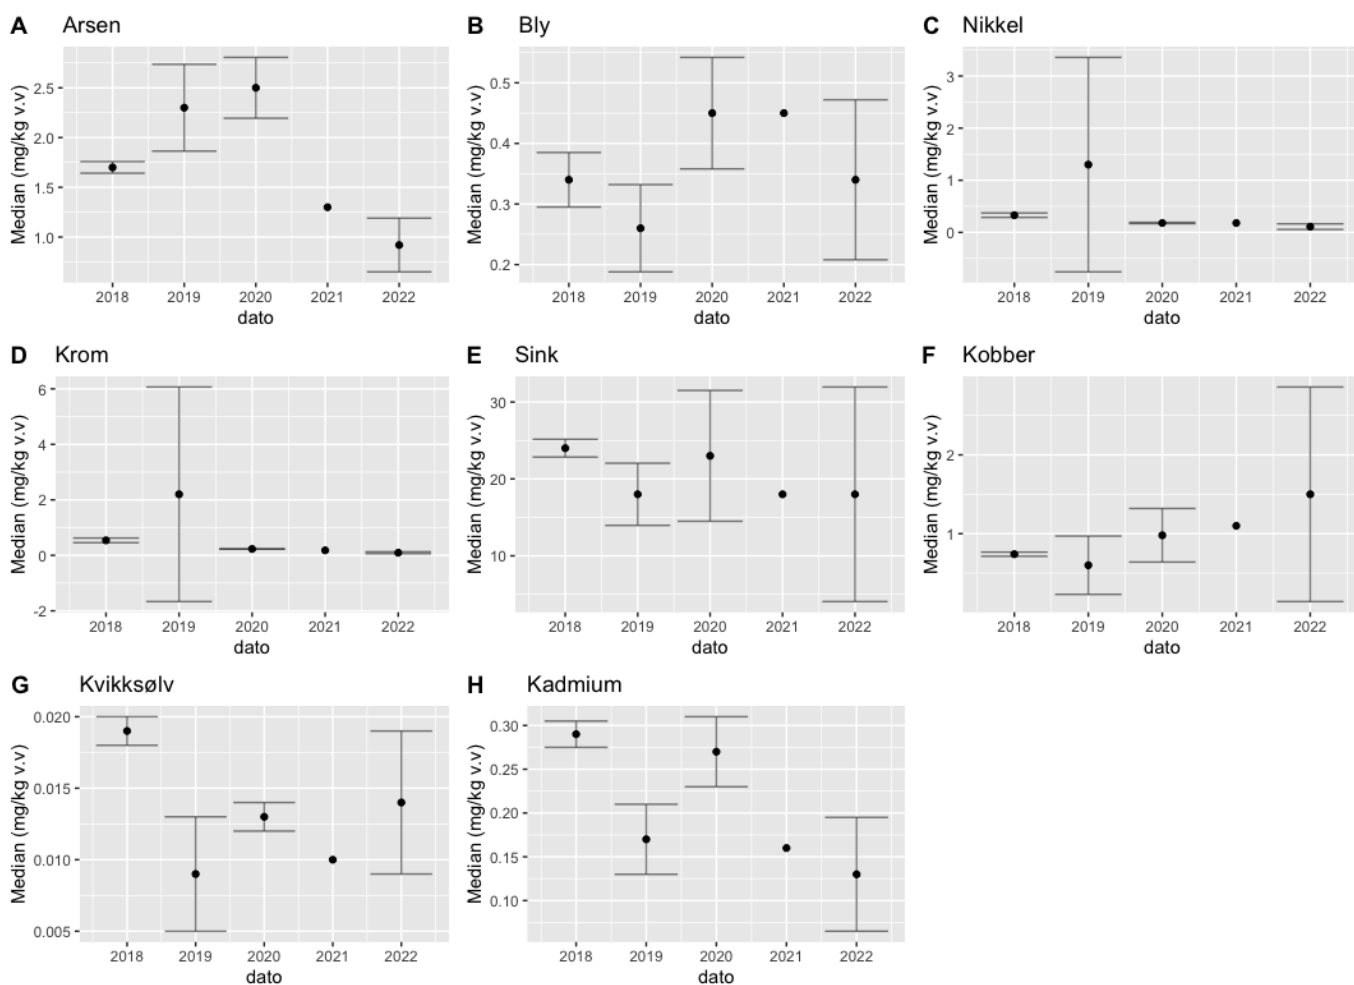 A Arsen
Median (mg/kg v.v)
2.5
2.0
1.5
1.0
2018 2019 2020 2021 2022
dato
B Bly
Median (mg/kg v.v)
0.5
0.4
0.3
0.2
2018 2019 2020 2021 2022
dato
C Nikkel
Median (mg/kg v.v)
3
2
1
0
2018 2019 2020 2021 2022
dato
D Krom
Median (mg/kg v.v)
6
4
2
0
-2
2018 2019 2020 2021 2022
dato
E Sink
Median (mg/kg v.v)
30
20
10
2018 2019 2020 2021 2022
dato
F Kobber
Median (mg/kg v.v)
2
1
2018 2019 2020 2021 2022
dato
G Kvikksølv
Median (mg/kg v.v)
0.020
0.015
0.010
0.005
2018 2019 2020 2021 2022
dato
H Kadmium
Median (mg/kg v.v)
0.30
0.25
0.20
0.15
0.10
2018 2019 2020 2021 2022
dato